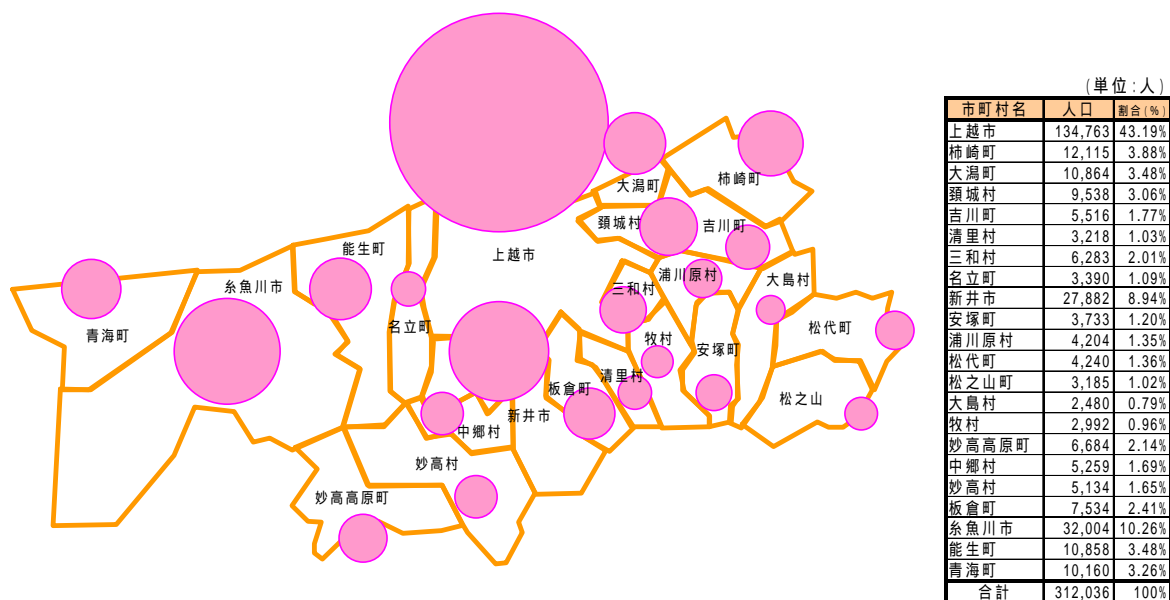 (単位:人)
市町村名 人口 割合(%)
上越市 134,763 43.19%
柿崎町 12,115 3.88%
大潟町 10,864 3.48%
頚城村 9,538 3.06%
吉川町 5,516 1.77%
清里村 3,218 1.03%
三和村 6,283 2.01%
名立町 3,390 1.09%
新井市 27,882 8.94%
安塚町 3,733 1.20%
浦川原村 4,204 1.35%
松代町 4,240 1.36%
松之山町 3,185 1.02%
大島村 2,480 0.79%
牧村 2,992 0.96%
妙高高原町 6,684 2.14%
中郷村 5,259 1.69%
妙高村 5,134 1.65%
板倉町 7,534 2.41%
糸魚川市 32,004 10.26%
能生町 10,858 3.48%
青海町 10,160 3.26%
合計 312,036 100%
大潟町
柿崎町
頚城村
吉川町
能生町
上越市
浦川原村
大島村
糸魚川市
三和村
名立町
松代町
青海町
牧村
安塚町
清里村
板倉町
松之山
新井市
中郷村
妙高村
妙高高原町